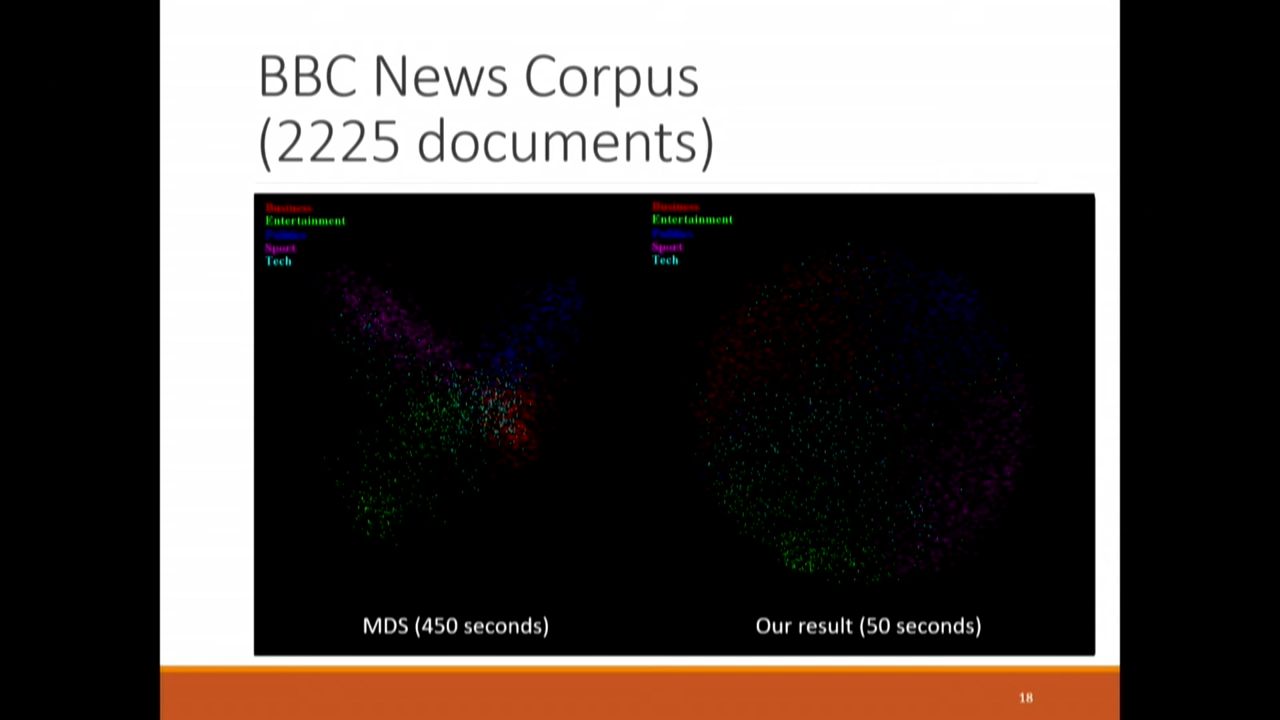 BBC News Corpus
(2225 documents)
Business
Entertainment
Politics
Sport
Tech
Business
Entertainment
Politics
Sport
Tech
MDS (450 seconds)
Our result (50 seconds)
18